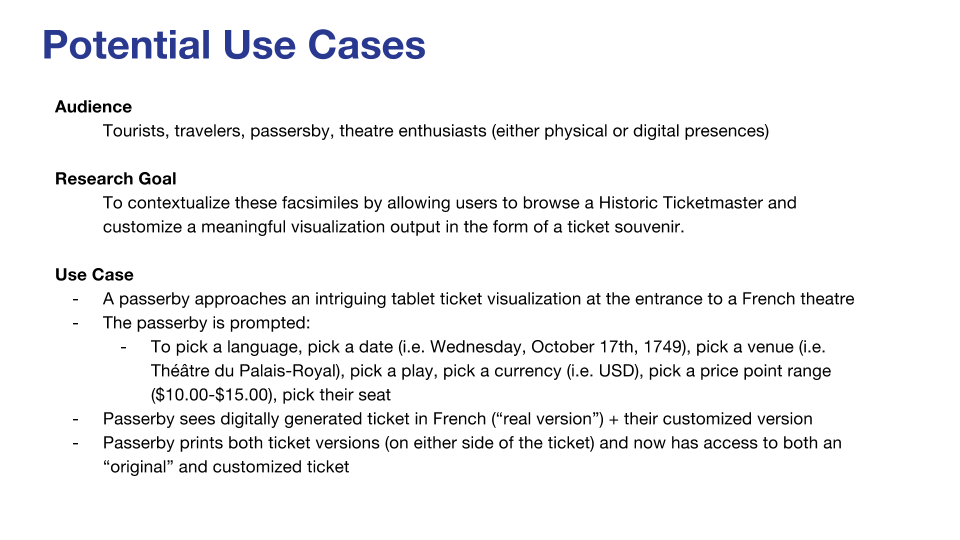 Potential Use Cases
Audience
Tourists, travelers, passersby, theatre enthusiasts (either physical or digital presences)
Research Goal
To contextualize these facsimiles by allowing users to browse a Historic Ticketmaster and
customize a meaningful visualization output in the form of a ticket souvenir.
Use Case
- A passerby approaches an intriguing tablet ticket visualization at the entrance to a French theatre
- The passerby is prompted:
- To pick a language, pick a date (i.e. Wednesday, October 17th, 1749), pick a venue (i.e.
Théâtre du Palais-Royal), pick a play, pick a currency (i.e. USD), pick a price point range
($10.00-$15.00), pick their seat
- Passerby sees digitally generated ticket in French (“real version”) + their customized version
- Passerby prints both ticket versions (on either side of the ticket) and now has access to both an
“original” and customized ticket